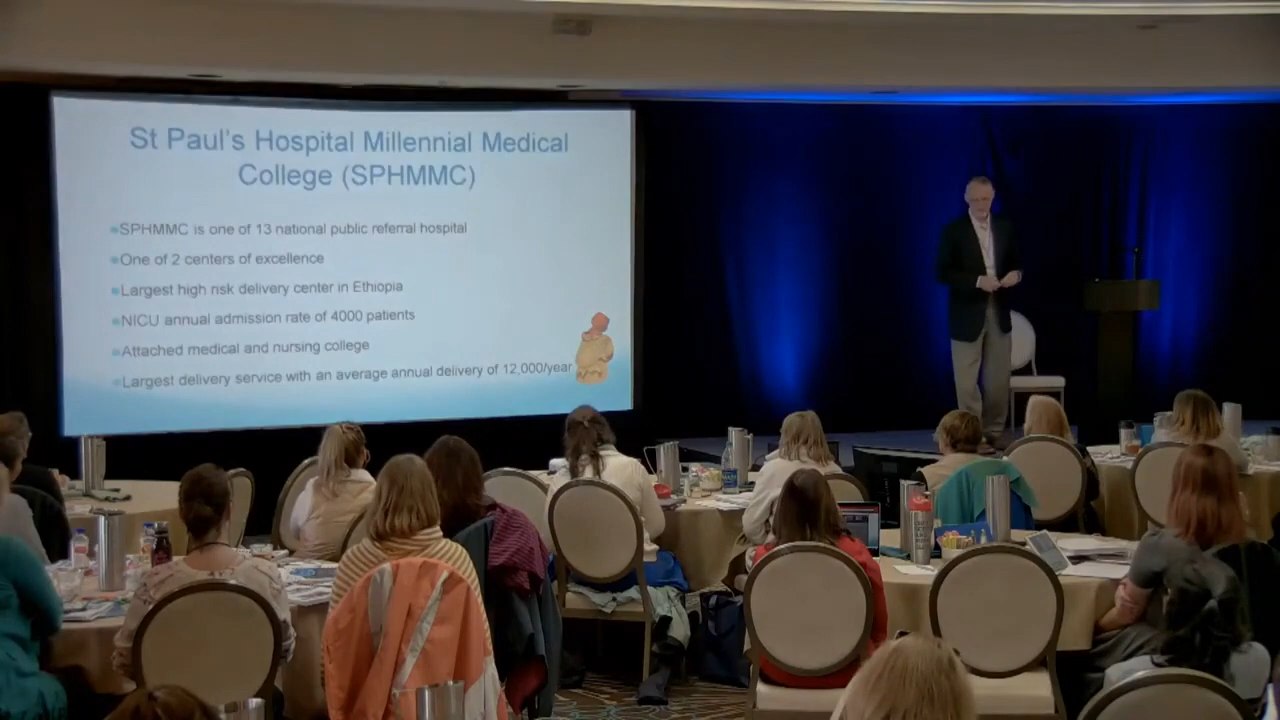 St Paul's Hospital Millennial Medical
College (SPHMMC)
SPHMMC is one of 13 national public referral hospital
One of 2 centers of excellence
Largest high risk delivery center in Ethiopia
NICU annual admission rate of 4000 patients
Attached medical and nursing college
Largest delivery service with an average annual delivery of 12,000/year